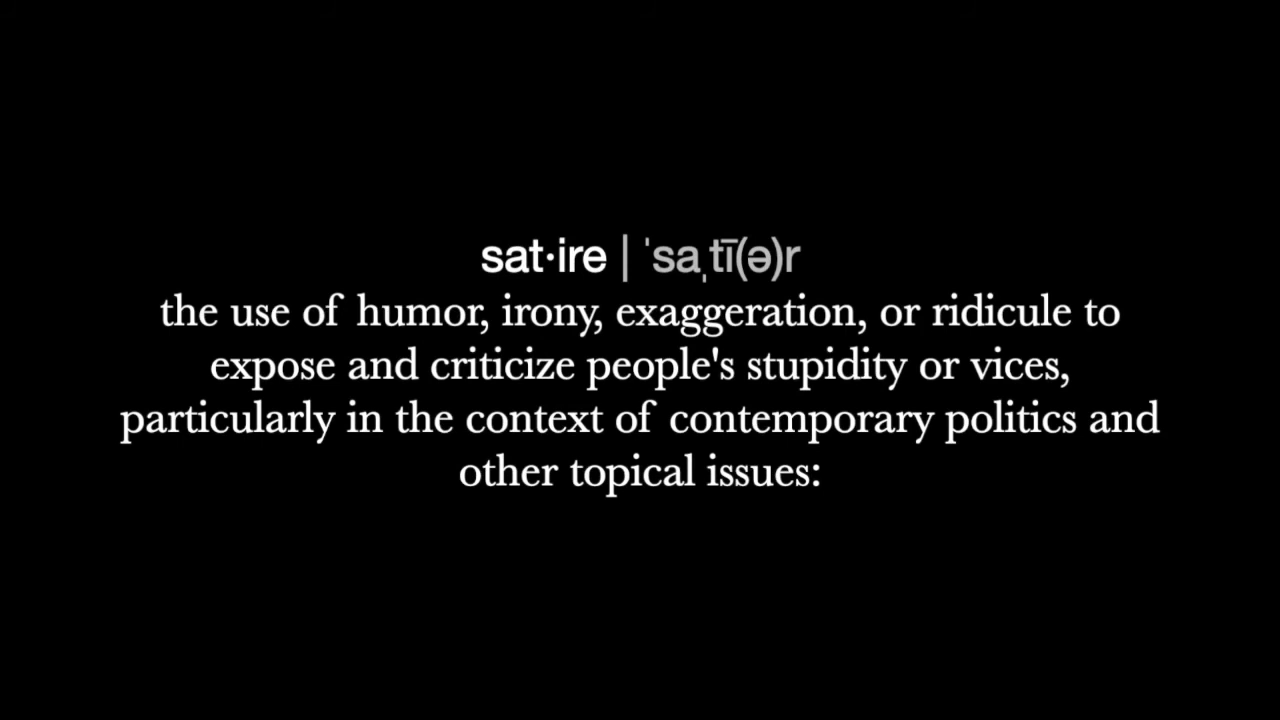 sat·ire | ˈsaˌtī(ə)r
the use of humor, irony, exaggeration, or ridicule to
expose and criticize people's stupidity or vices,
particularly in the context of contemporary politics and
other topical issues: